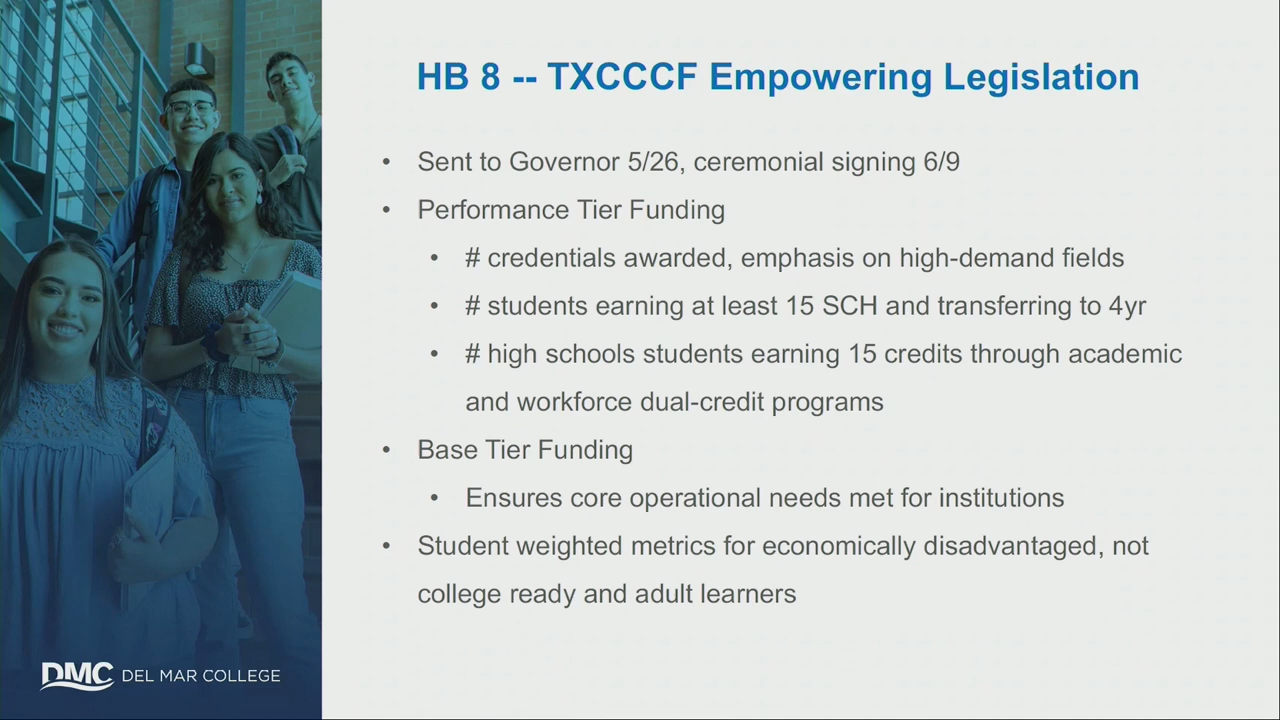 HB 8 -- TXCCCF Empowering Legislation
• Sent to Governor 5/26, ceremonial signing 6/9
• Performance Tier Funding
• # credentials awarded, emphasis on high-demand fields
• # students earning at least 15 SCH and transferring to 4yr
• # high schools students earning 15 credits through academic
and workforce dual-credit programs
• Base Tier Funding
• Ensures core operational needs met for institutions
• Student weighted metrics for economically disadvantaged, not
college ready and adult learners
DMC DEL MAR COLLEGE